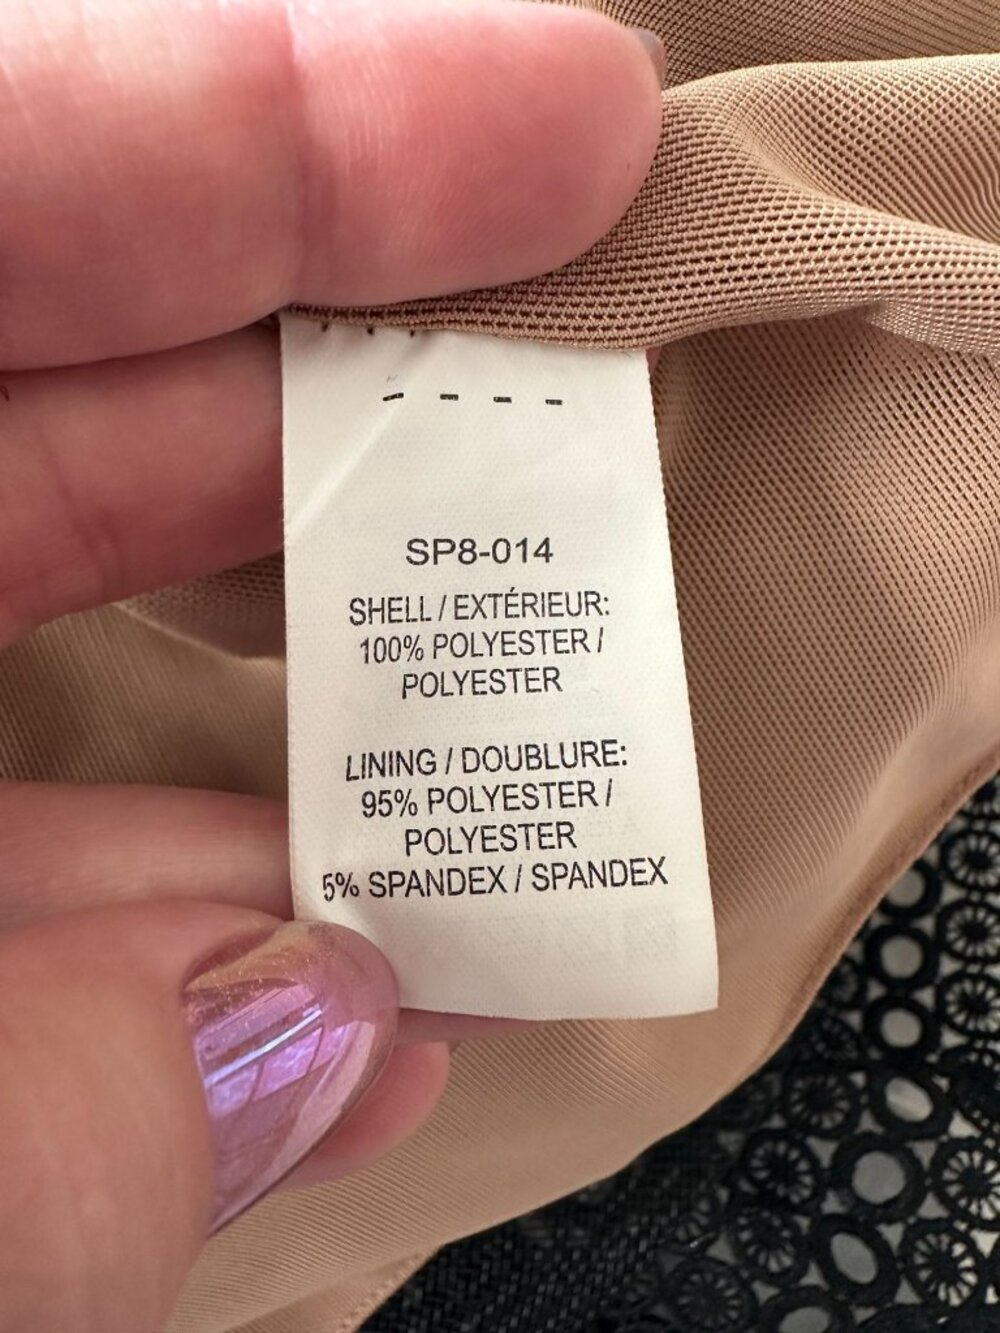 SP8-014
SHELL / EXTÉRIEUR:
100% POLYESTER /
POLYESTER
LINING / DOUBLURE:
95% POLYESTER /
POLYESTER
5% SPANDEX / SPANDEX